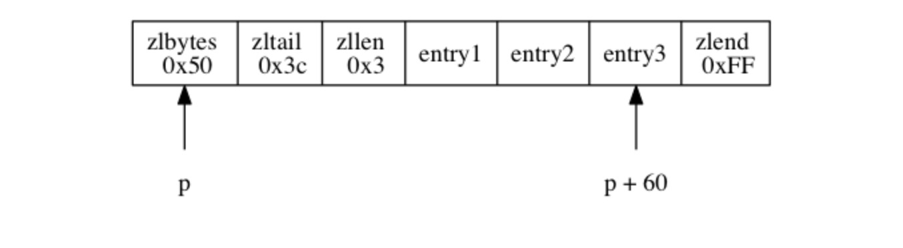 zlbytes
0x50
zltail
0x3c
zllen
0x3
entry1
entry2
entry3
zlend
0xFF
p
p + 60